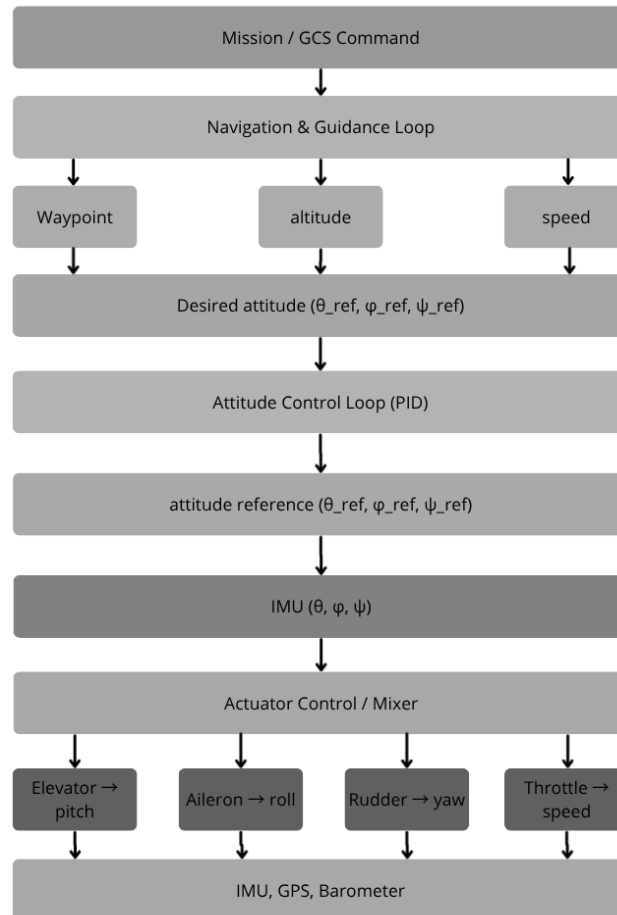 Mission / GCS Command
Navigation & Guidance Loop
Waypoint
altitude
speed
Desired attitude (θ_ref, φ_ref, ψ_ref)
Attitude Control Loop (PID)
attitude reference (θ_ref, φ_ref, ψ_ref)
IMU (θ, φ, ψ)
Actuator Control / Mixer
Elevator →
pitch
Aileron → roll
Rudder → yaw
Throttle →
speed
IMU, GPS, Barometer